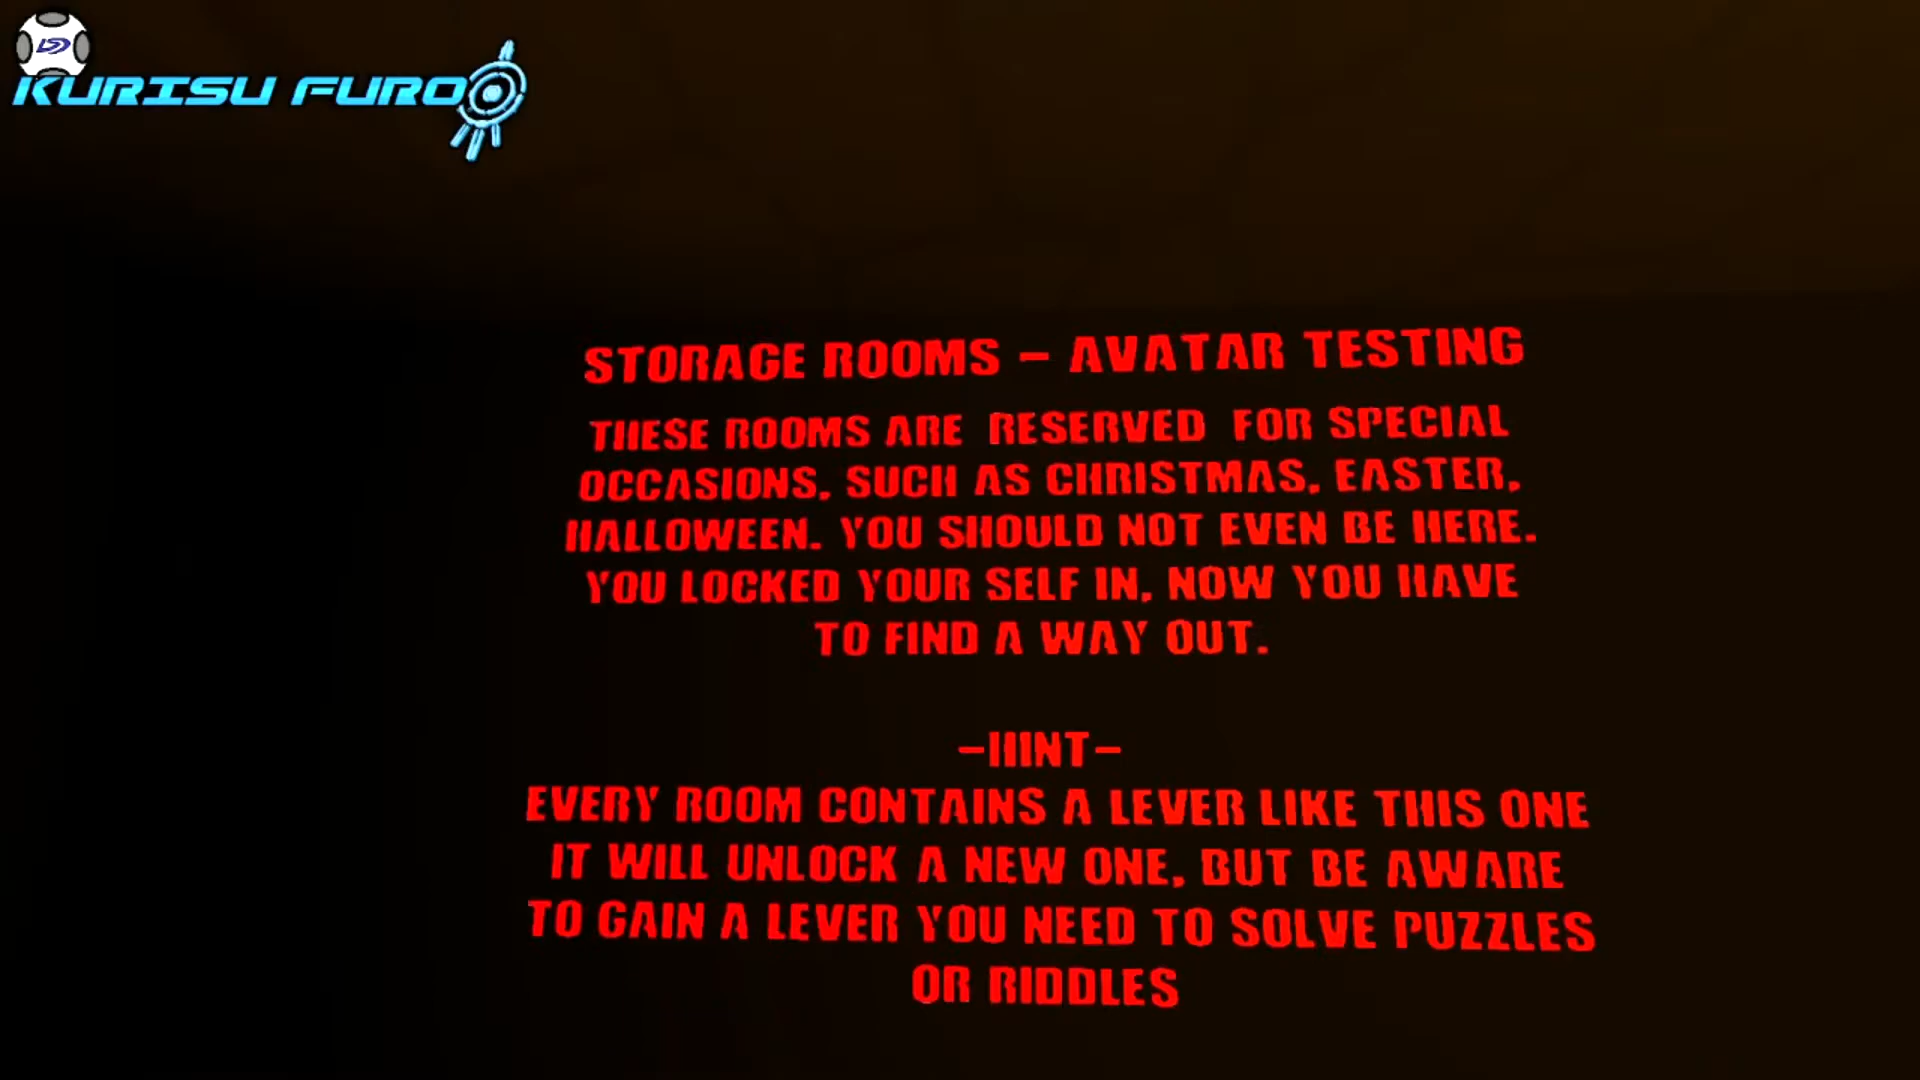 KURISU FURO
STORAGE ROOMS - AVATAR TESTING
THESE ROOMS ARE RESERVED FOR SPECIAL
OCCASIONS, SUCH AS CHRISTMAS, EASTER,
HALLOWEEN. YOU SHOULD NOT EVEN BE HERE.
YOU LOCKED YOUR SELF IN, NOW YOU HAVE
TO FIND A WAY OUT.
-HINT-
EVERY ROOM CONTAINS A LEVER LIKE THIS ONE
IT WILL UNLOCK A NEW ONE, BUT BE AWARE
TO GAIN A LEVER YOU NEED TO SOLVE PUZZLES
OR RIDDLES